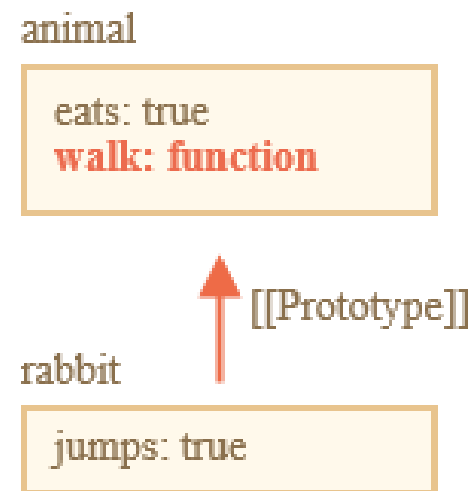 animal
eats: true
walk: function
[[Prototype]]
rabbit
jumps: true